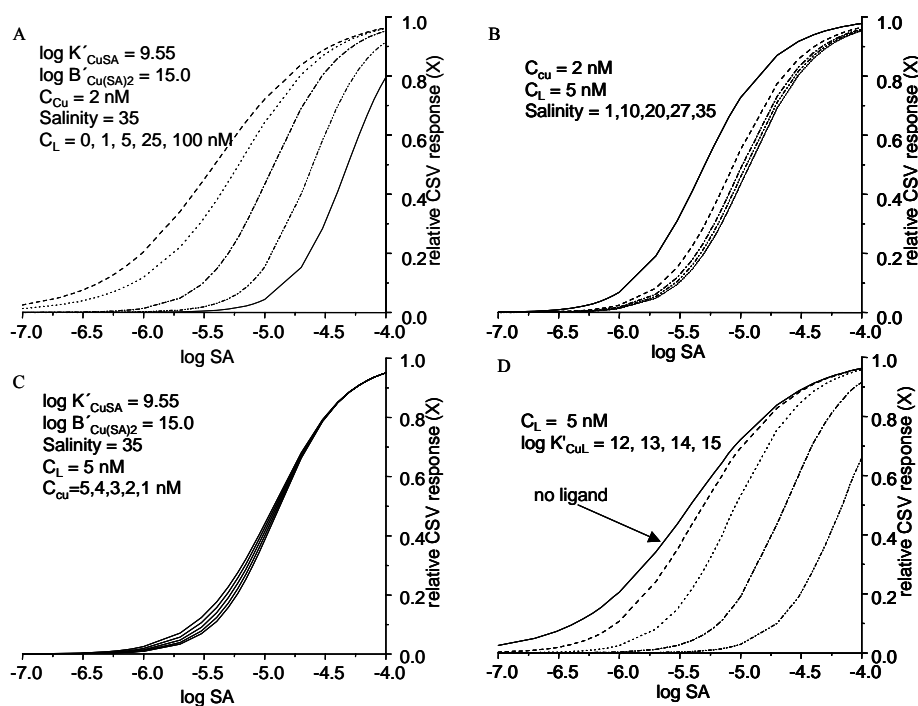 A
log K´CuSA = 9.55
log B´Cu(SA)2 = 15.0
CCu = 2 nM
Salinity = 35
CL = 0, 1, 5, 25, 100 nM
1.0
0.8
0.6
0.4
0.2
0.0
relative CSV response (X)
-7.0 -6.5 -6.0 -5.5 -5.0 -4.5 -4.0
log SA
B
Ccu = 2 nM
CL = 5 nM
Salinity = 1,10,20,27,35
1.0
0.8
0.6
0.4
0.2
0.0
relative CSV response (X)
-7.0 -6.5 -6.0 -5.5 -5.0 -4.5 -4.0
log SA
C
log K´CuSA = 9.55
log B´Cu(SA)2 = 15.0
Salinity = 35
CL = 5 nM
Ccu=5,4,3,2,1 nM
1.0
0.8
0.6
0.4
0.2
0.0
relative CSV response (X)
-7.0 -6.5 -6.0 -5.5 -5.0 -4.5 -4.0
log SA
D
CL = 5 nM
log K'CuL = 12, 13, 14, 15
no ligand
1.0
0.8
0.6
0.4
0.2
0.0
relative CSV response (X)
-7.0 -6.5 -6.0 -5.5 -5.0 -4.5 -4.0
log SA